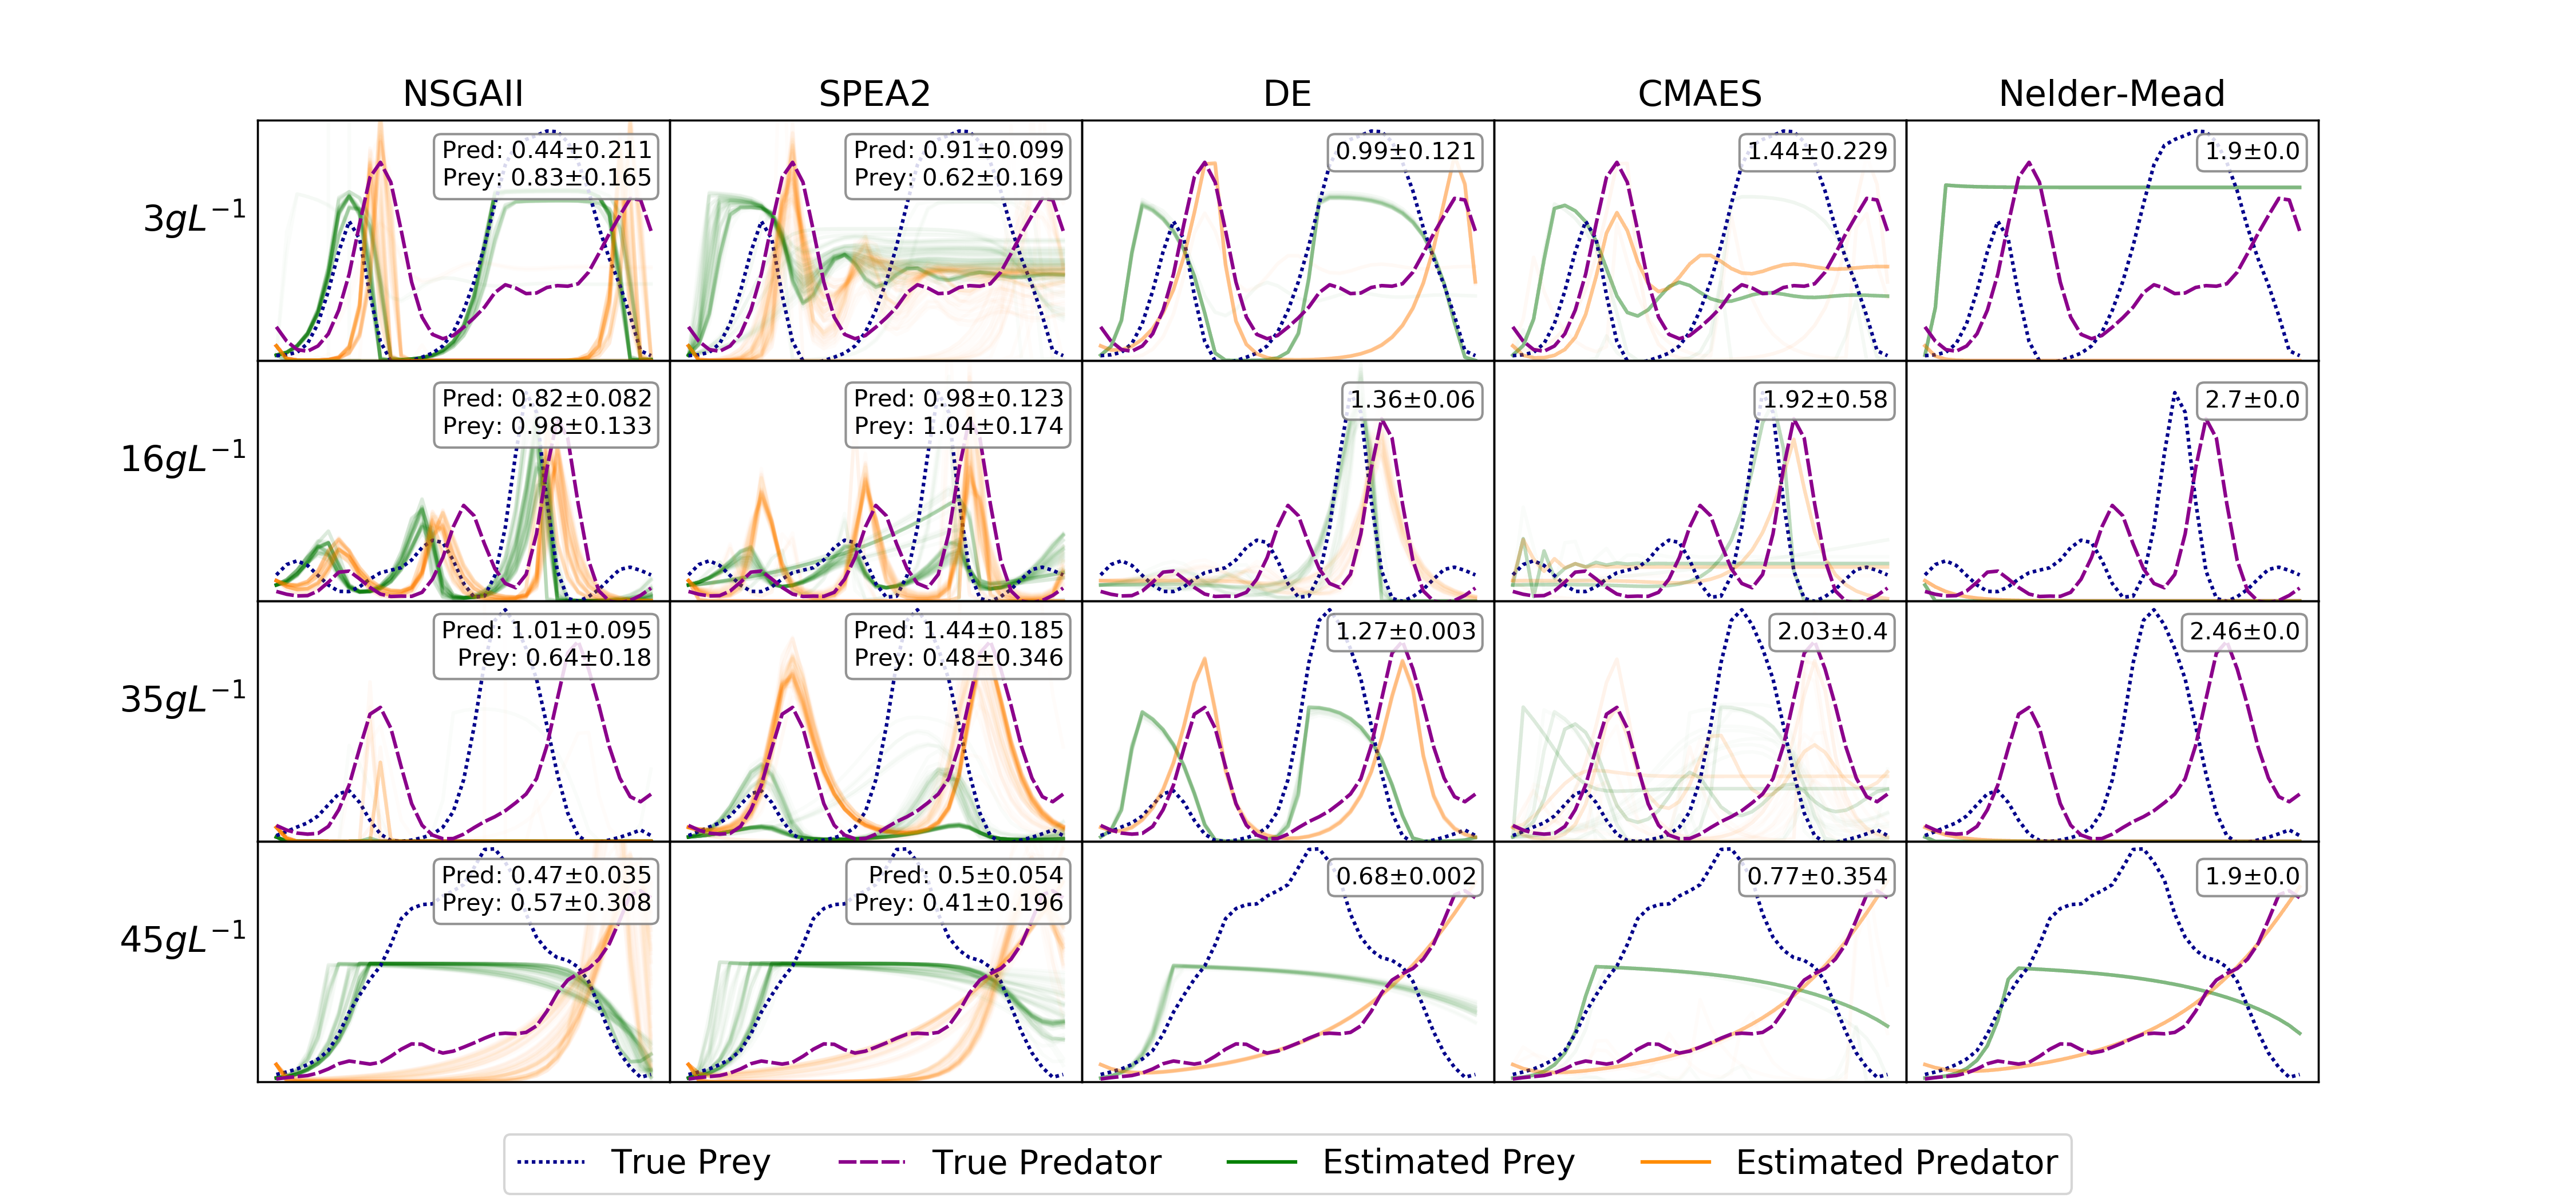 NSGAII SPEA2 DE CMAES Nelder-Mead
3gL⁻¹
Pred: 0.44±0.211
Prey: 0.83±0.165
Pred: 0.91±0.099
Prey: 0.62±0.169
0.99±0.121
1.44±0.229
1.9±0.0
16gL⁻¹
Pred: 0.82±0.082
Prey: 0.98±0.133
Pred: 0.98±0.123
Prey: 1.04±0.174
1.36±0.06
1.92±0.58
2.7±0.0
35gL⁻¹
Pred: 1.01±0.095
Prey: 0.64±0.18
Pred: 1.44±0.185
Prey: 0.48±0.346
1.27±0.003
2.03±0.4
2.46±0.0
45gL⁻¹
Pred: 0.47±0.035
Prey: 0.57±0.308
Pred: 0.5±0.054
Prey: 0.41±0.196
0.68±0.002
0.77±0.354
1.9±0.0
True Prey True Predator Estimated Prey Estimated Predator